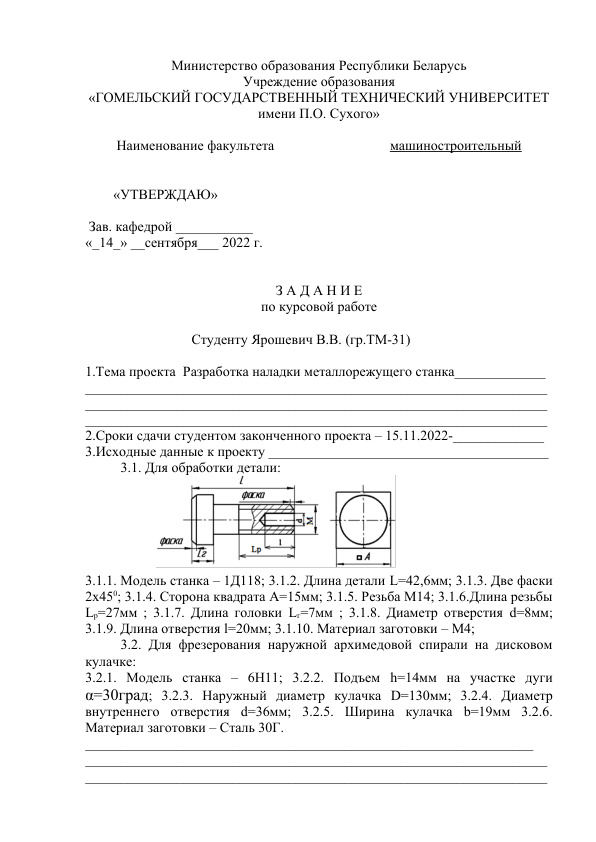 Министерство образования Республики Беларусь
Учреждение образования
«ГОМЕЛЬСКИЙ ГОСУДАРСТВЕННЫЙ ТЕХНИЧЕСКИЙ УНИВЕРСИТЕТ
имени П.О. Сухого»
Наименование факультета машиностроительный
«УТВЕРЖДАЮ»
Зав. кафедрой ___________
«_14_» __сентября___ 2022 г.
З А Д А Н И Е
по курсовой работе
Студенту Ярошевич В.В. (гр.ТМ-31)
1.Тема проекта Разработка наладки металлорежущего станка_____________
2.Сроки сдачи студентом законченного проекта – 15.11.2022-_____________
3.Исходные данные к проекту ________________________________________
3.1. Для обработки детали:
l
фаска
d
M
фаска
l
Lр
lг
□ A
3.1.1. Модель станка – 1Д118; 3.1.2. Длина детали L=42,6мм; 3.1.3. Две фаски
2х45⁰; 3.1.4. Сторона квадрата А=15мм; 3.1.5. Резьба М14; 3.1.6.Длина резьбы
Lр=27мм ; 3.1.7. Длина головки Lг=7мм ; 3.1.8. Диаметр отверстия d=8мм;
3.1.9. Длина отверстия l=20мм; 3.1.10. Материал заготовки – М4;
3.2. Для фрезерования наружной архимедовой спирали на дисковом
кулачке:
3.2.1. Модель станка – 6Н11; 3.2.2. Подъем h=14мм на участке дуги
α=30град; 3.2.3. Наружный диаметр кулачка D=130мм; 3.2.4. Диаметр
внутреннего отверстия d=36мм; 3.2.5. Ширина кулачка b=19мм 3.2.6.
Материал заготовки – Сталь 30Г.